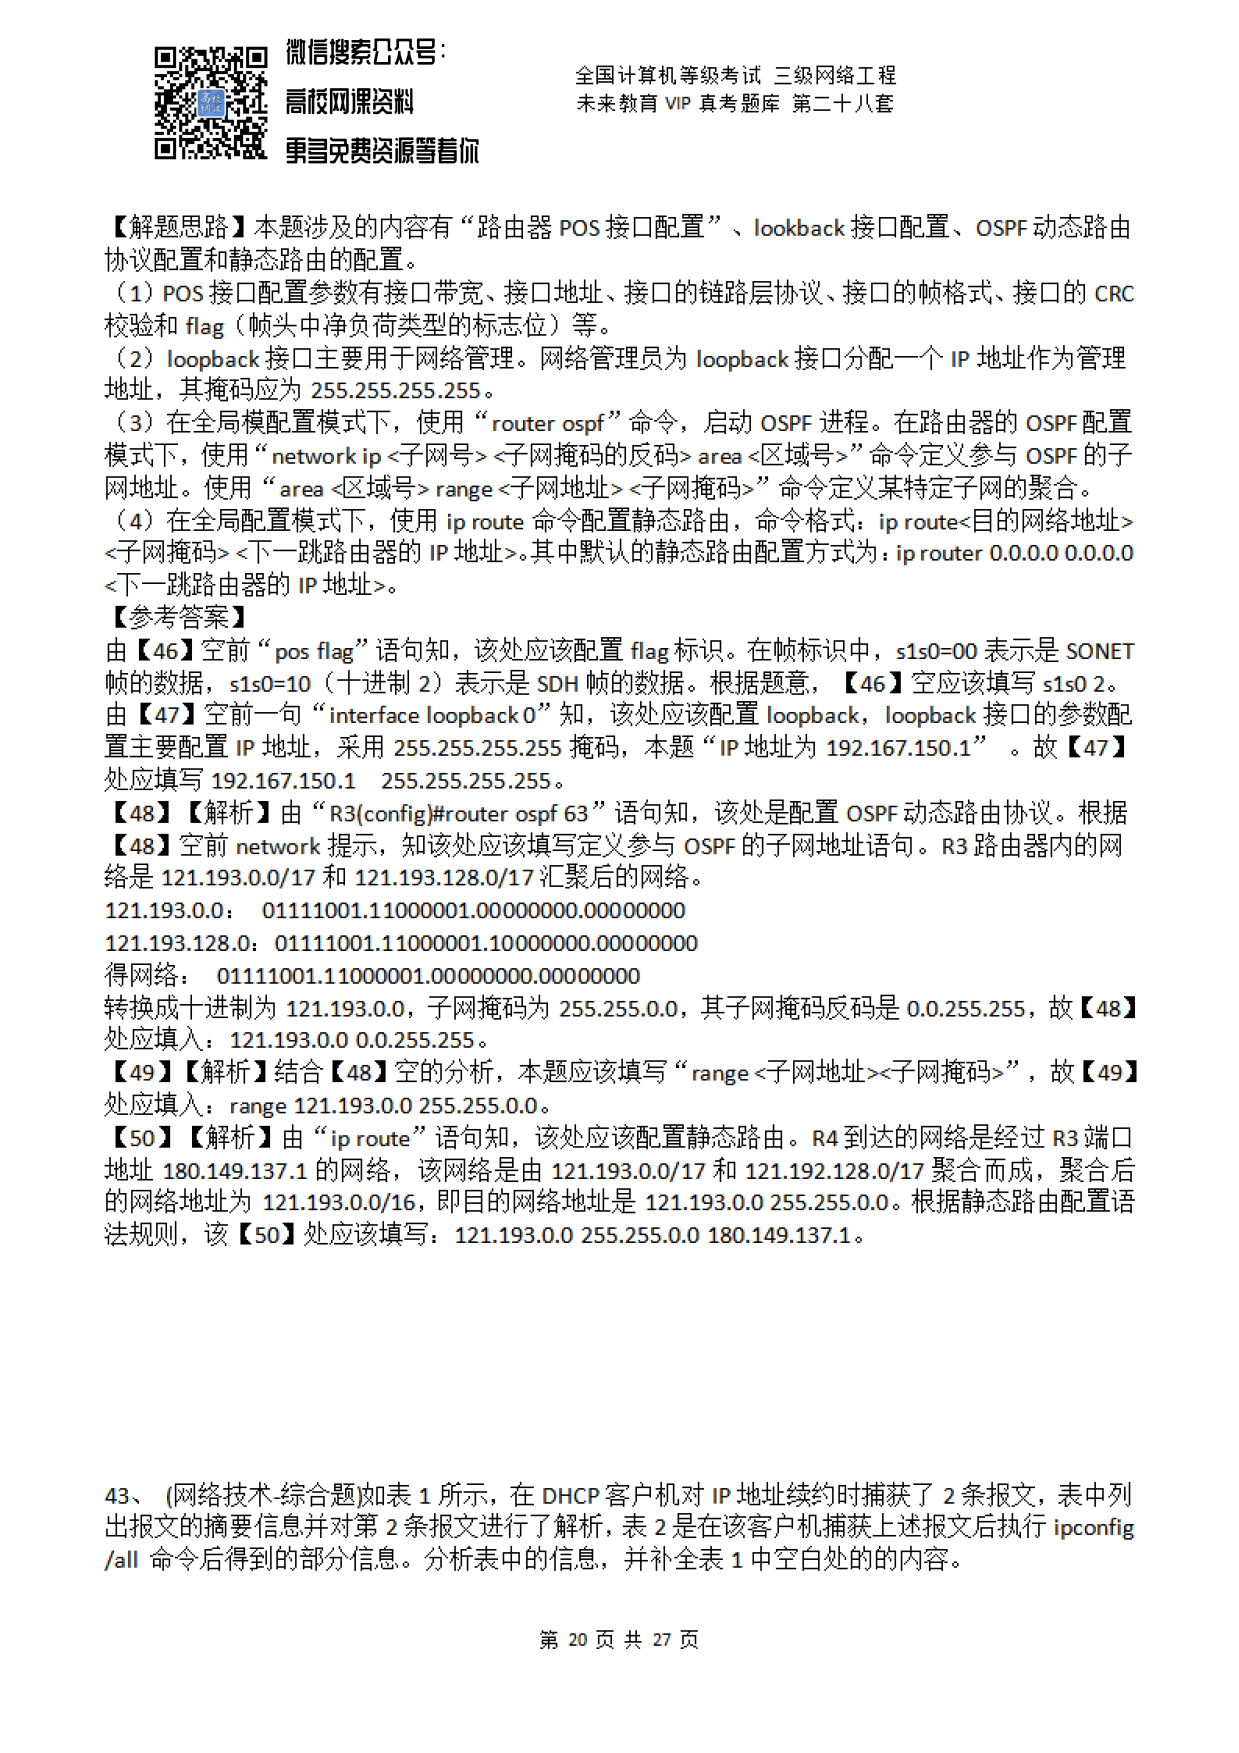 微信搜索公众号：
高校网课资料
更多免费资源等着你
全国计算机等级考试 三级网络工程
未来教育 VIP 真考题库 第二十八套
【解题思路】本题涉及的内容有“路由器 POS 接口配置”、lookback 接口配置、OSPF 动态路由
协议配置和静态路由的配置。
（1）POS 接口配置参数有接口带宽、接口地址、接口的链路层协议、接口的帧格式、接口的 CRC
校验和 flag（帧头中净负荷类型的标志位）等。
（2）loopback 接口主要用于网络管理。网络管理员为 loopback 接口分配一个 IP 地址作为管理
地址，其掩码应为 255.255.255.255。
（3）在全局模配置模式下，使用“router ospf”命令，启动 OSPF 进程。在路由器的 OSPF 配置
模式下，使用“network ip <子网号> <子网掩码的反码> area <区域号>”命令定义参与 OSPF 的子
网地址。使用“area <区域号> range <子网地址> <子网掩码>”命令定义某特定子网的聚合。
（4）在全局配置模式下，使用 ip route 命令配置静态路由，命令格式：ip route<目的网络地址>
<子网掩码> <下一跳路由器的 IP 地址>。其中默认的静态路由配置方式为：ip router 0.0.0.0 0.0.0.0
<下一跳路由器的 IP 地址>。
【参考答案】
由【46】空前“pos flag”语句知，该处应该配置 flag 标识。在帧标识中，s1s0=00 表示是 SONET
帧的数据，s1s0=10（十进制 2）表示是 SDH 帧的数据。根据题意，【46】空应该填写 s1s0 2。
由【47】空前一句“interface loopback 0”知，该处应该配置 loopback，loopback 接口的参数配
置主要配置 IP 地址，采用 255.255.255.255 掩码，本题“IP 地址为 192.167.150.1” 。故【47】
处应填写 192.167.150.1 255.255.255.255。
【48】【解析】由“R3(config)#router ospf 63”语句知，该处是配置 OSPF 动态路由协议。根据
【48】空前 network 提示，知该处应该填写定义参与 OSPF 的子网地址语句。R3 路由器内的网
络是 121.193.0.0/17 和 121.193.128.0/17 汇聚后的网络。
121.193.0.0： 01111001.11000001.00000000.00000000
121.193.128.0：01111001.11000001.10000000.00000000
得网络： 01111001.11000001.00000000.00000000
转换成十进制为 121.193.0.0，子网掩码为 255.255.0.0，其子网掩码反码是 0.0.255.255，故【48】
处应填入：121.193.0.0 0.0.255.255。
【49】【解析】结合【48】空的分析，本题应该填写“range <子网地址><子网掩码>”，故【49】
处应填入：range 121.193.0.0 255.255.0.0。
【50】【解析】由“ip route”语句知，该处应该配置静态路由。R4 到达的网络是经过 R3 端口
地址 180.149.137.1 的网络，该网络是由 121.193.0.0/17 和 121.192.128.0/17 聚合而成，聚合后
的网络地址为 121.193.0.0/16，即目的网络地址是 121.193.0.0 255.255.0.0。根据静态路由配置语
法规则，该【50】处应该填写：121.193.0.0 255.255.0.0 180.149.137.1。
43、 (网络技术-综合题)如表 1 所示，在 DHCP 客户机对 IP 地址续约时捕获了 2 条报文，表中列
出报文的摘要信息并对第 2 条报文进行了解析，表 2 是在该客户机捕获上述报文后执行 ipconfig
/all 命令后得到的部分信息。分析表中的信息，并补全表 1 中空白处的的内容。
第 20 页 共 27 页